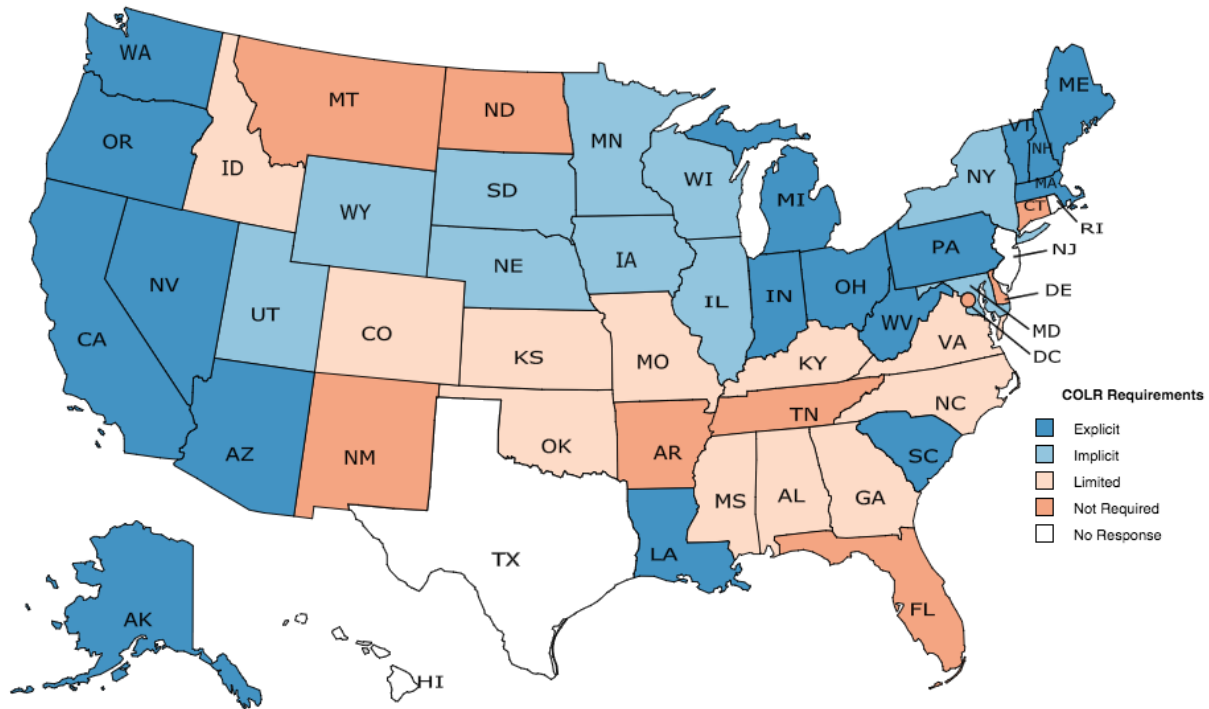 WA
MT
ND
ME
OR
ID
MN
VT
NH
SD
WI
NY
MA
WY
MI
CT
RI
NE
IA
PA
NJ
NV
UT
IL
IN
OH
DE
CA
CO
WV
MD
KS
MO
KY
VA
DC
AZ
NM
OK
AR
TN
NC
SC
MS
AL
GA
TX
LA
FL
AK
HI
COLR Requirements
Explicit
Implicit
Limited
Not Required
No Response